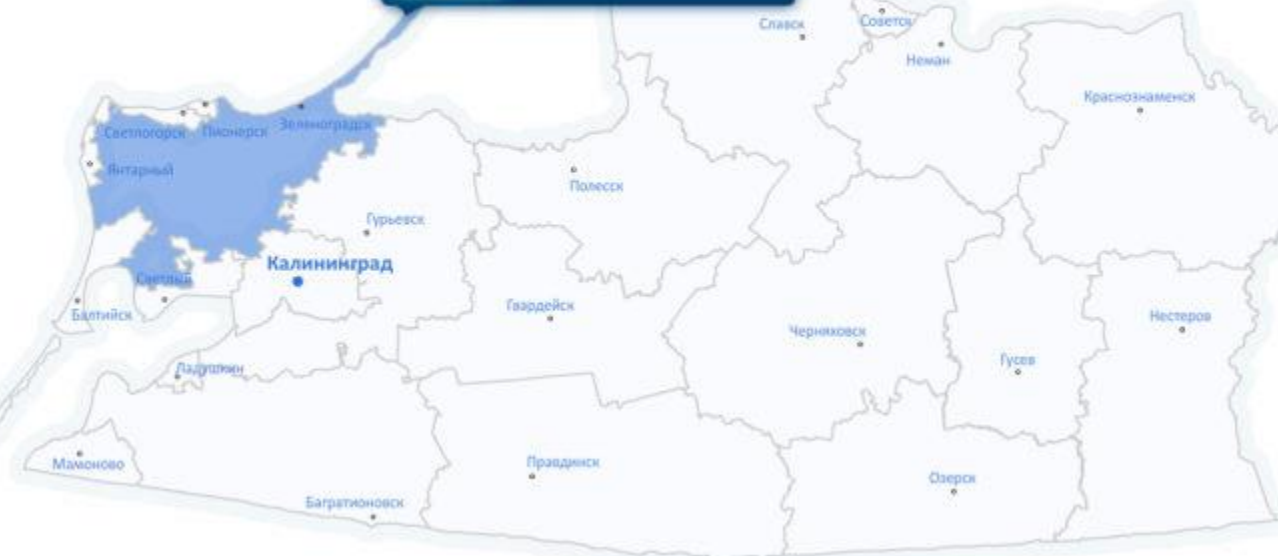 Славск
Советск
Неман
Краснознаменск
Светлогорск
Пионерск
Зеленоградск
Янтарный
Полесск
Гурьевск
Калининград
Светлый
Балтийск
Гвардейск
Черняховск
Нестеров
Гусев
Ладушкин
Мамоново
Правдинск
Озерск
Багратионовск